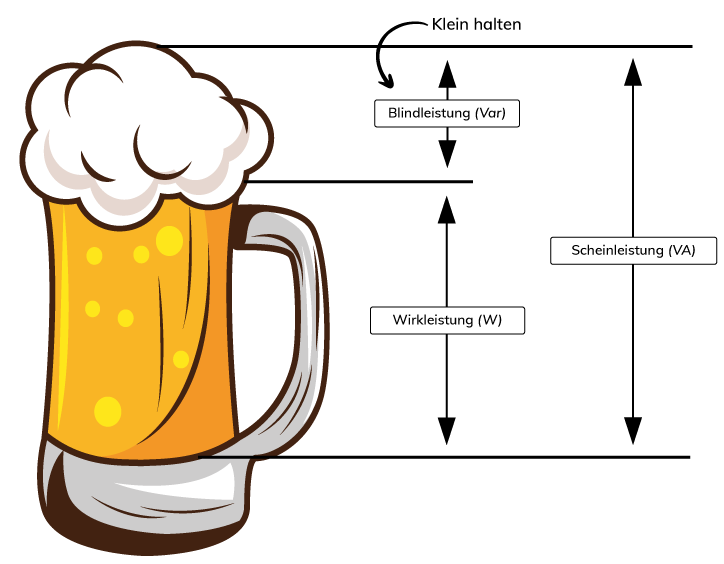 Klein halten
Blindleistung (Var)
Scheinleistung (VA)
Wirkleistung (W)